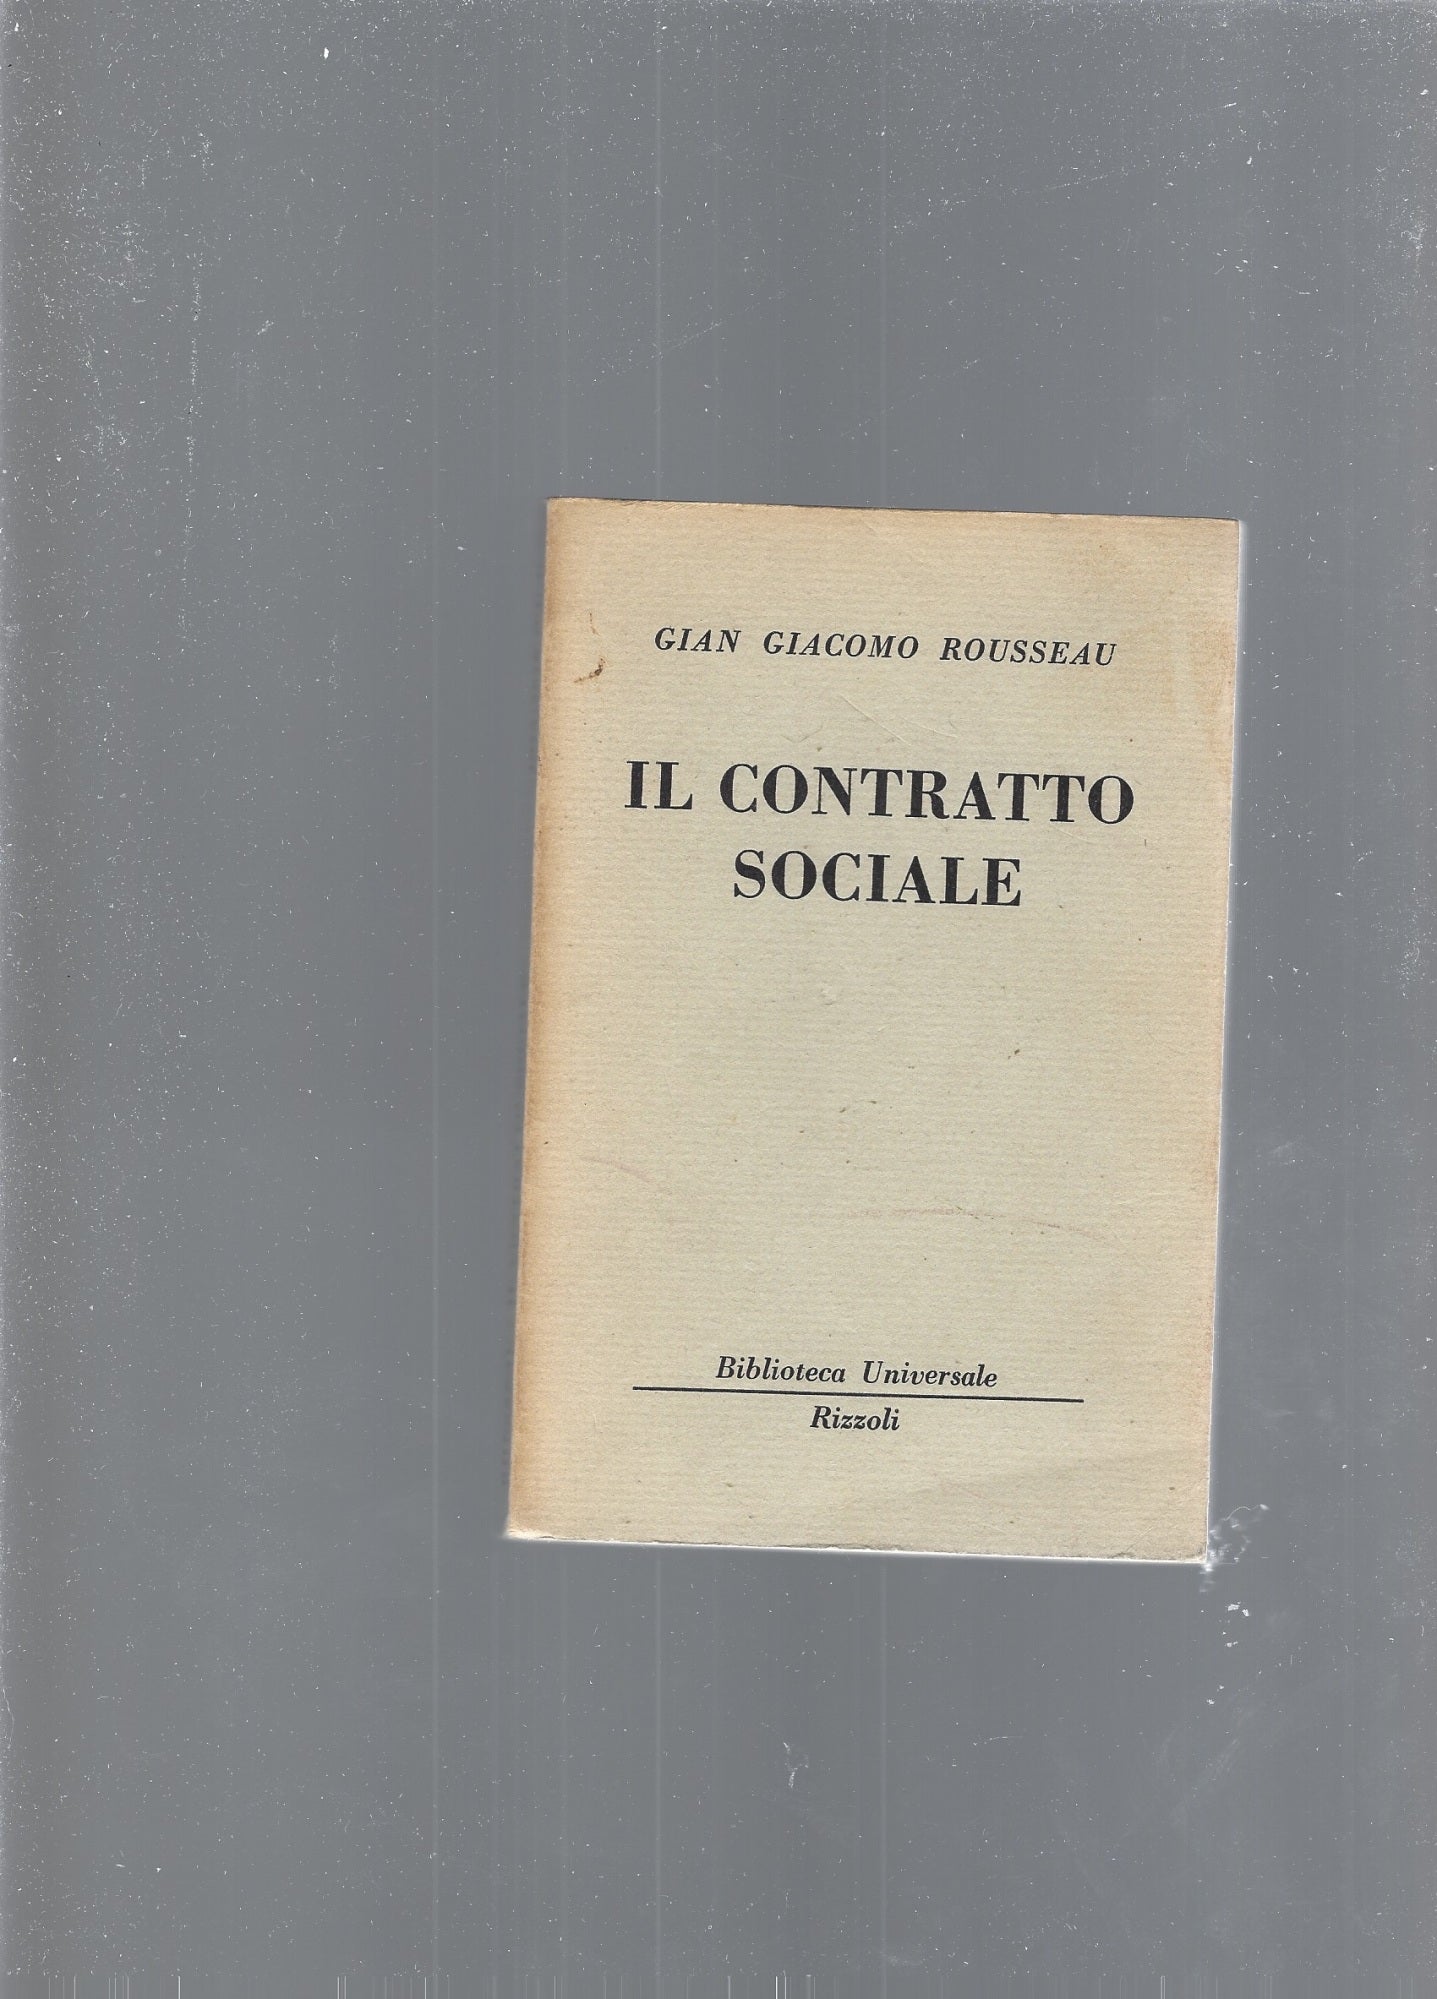 GIAN GIACOMO ROUSSEAU
IL CONTRATTO
SOCIALE
Biblioteca Universale
Rizzoli